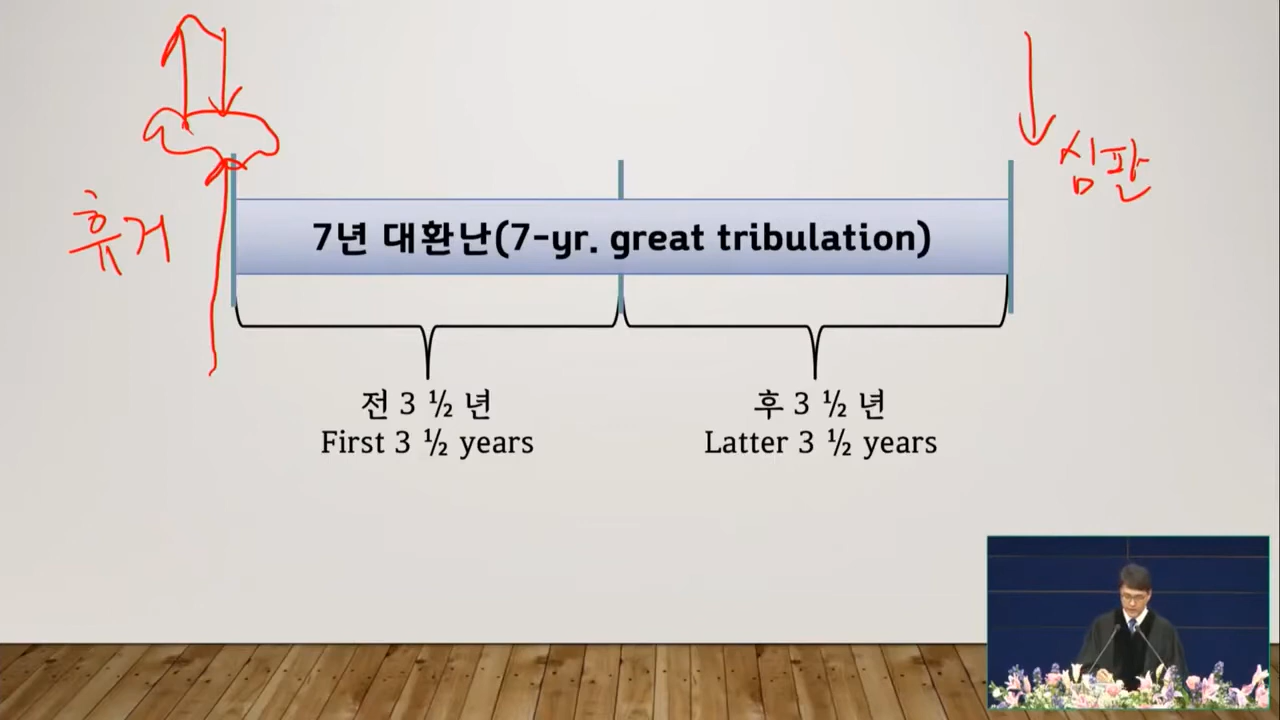 심판
휴거
7년 대환난(7-yr. great tribulation)
전 3 ½ 년
First 3 ½ years
후 3 ½ 년
Latter 3 ½ years